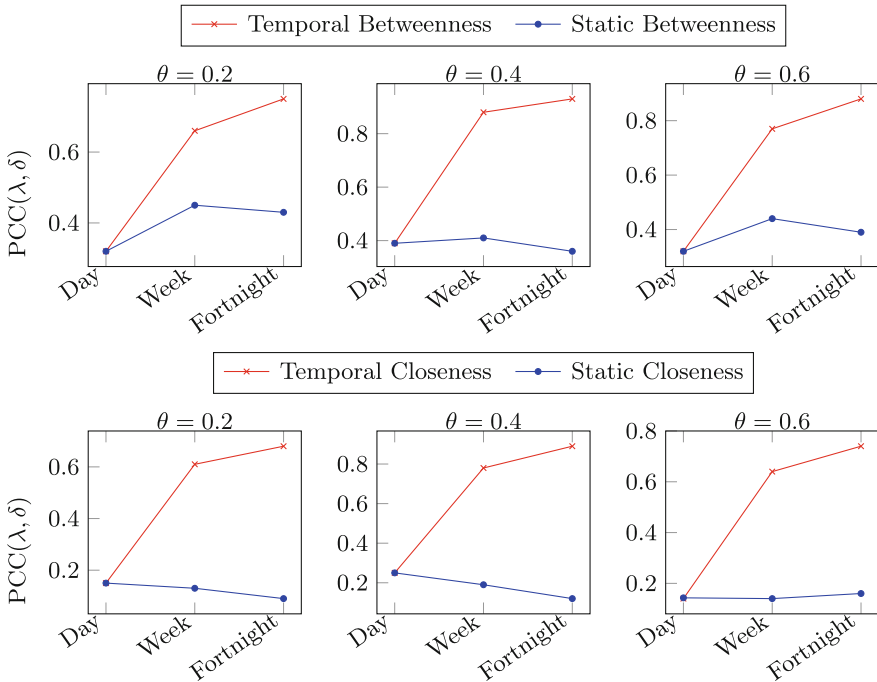 Temporal Betweenness Static Betweenness
θ = 0.2 θ = 0.4 θ = 0.6
PCC(λ, δ)
0.6
0.4
Day Week Fortnight
0.8
0.6
0.4
Day Week Fortnight
0.8
0.6
0.4
Day Week Fortnight
Temporal Closeness Static Closeness
θ = 0.2 θ = 0.4 θ = 0.6
PCC(λ, δ)
0.6
0.4
0.2
Day Week Fortnight
0.8
0.6
0.4
0.2
Day Week Fortnight
0.8
0.6
0.4
0.2
Day Week Fortnight